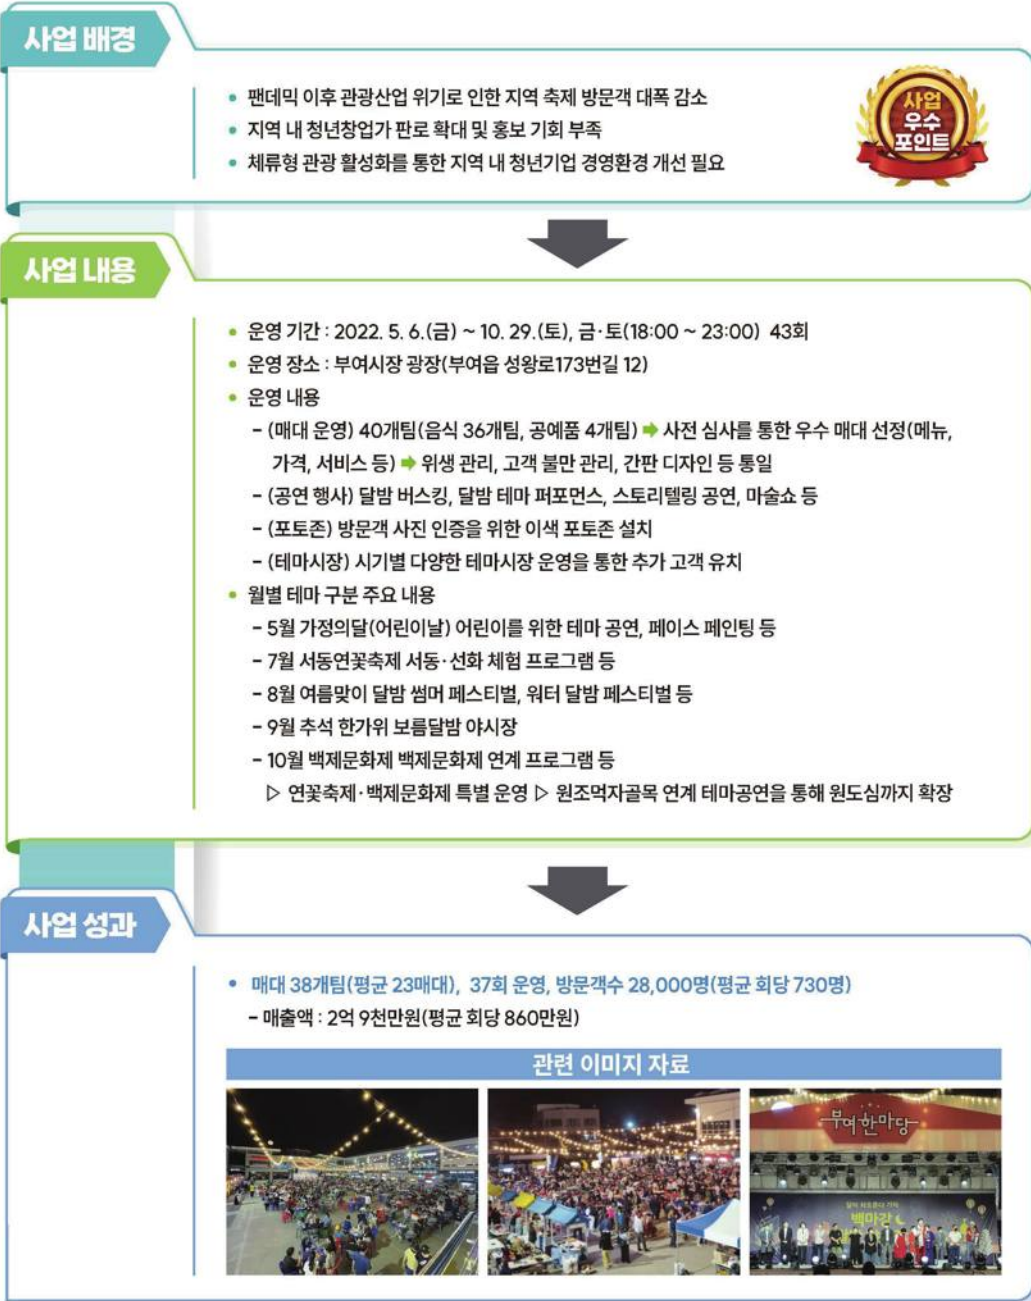 사업 배경
• 팬데믹 이후 관광산업 위기로 인한 지역 축제 방문객 대폭 감소
• 지역 내 청년창업가 판로 확대 및 홍보 기회 부족
• 체류형 관광 활성화를 통한 지역 내 청년기업 경영환경 개선 필요
사업
우수
포인트
사업 내용
• 운영 기간 : 2022. 5. 6.(금) ~ 10. 29.(토), 금·토(18:00 ~ 23:00) 43회
• 운영 장소 : 부여시장 광장(부여읍 성왕로173번길 12)
• 운영 내용
– (매대 운영) 40개팀(음식 36개팀, 공예품 4개팀) ➡ 사전 심사를 통한 우수 매대 선정(메뉴,
가격, 서비스 등) ➡ 위생 관리, 고객 불만 관리, 간판 디자인 등 통일
– (공연 행사) 달밤 버스킹, 달밤 테마 퍼포먼스, 스토리텔링 공연, 마술쇼 등
– (포토존) 방문객 사진 인증을 위한 이색 포토존 설치
– (테마시장) 시기별 다양한 테마시장 운영을 통한 추가 고객 유치
• 월별 테마 구분 주요 내용
– 5월 가정의달(어린이날) 어린이를 위한 테마 공연, 페이스 페인팅 등
– 7월 서동연꽃축제 서동·선화 체험 프로그램 등
– 8월 여름맞이 달밤 썸머 페스티벌, 워터 달밤 페스티벌 등
– 9월 추석 한가위 보름달밤 야시장
– 10월 백제문화제 백제문화제 연계 프로그램 등
▷ 연꽃축제·백제문화제 특별 운영 ▷ 원조먹자골목 연계 테마공연을 통해 원도심까지 확장
사업 성과
• 매대 38개팀(평균 23매대), 37회 운영, 방문객수 28,000명(평균 회당 730명)
– 매출액 : 2억 9천만원(평균 회당 860만원)
관련 이미지 자료
부여한마당
백마강